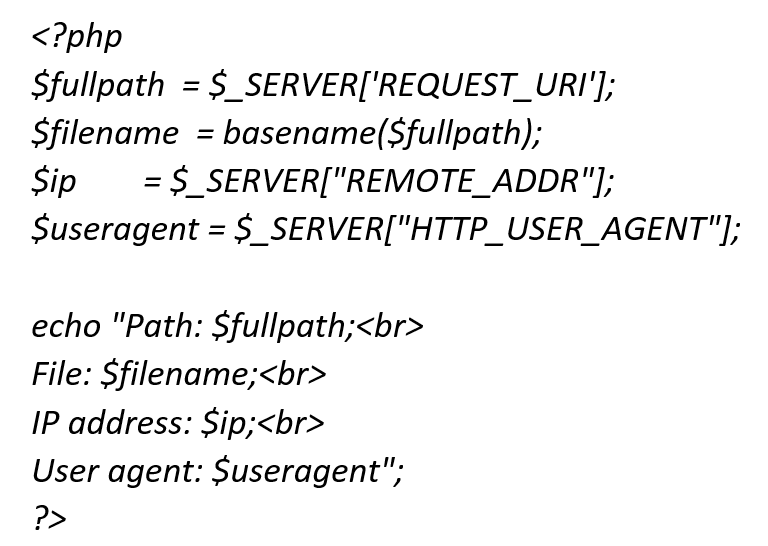 <?php
$fullpath  = $_SERVER['REQUEST_URI'];
$filename  = basename($fullpath);
$ip       = $_SERVER["REMOTE_ADDR"];
$useragent = $_SERVER["HTTP_USER_AGENT"];

echo "Path: $fullpath;<br>
File: $filename;<br>
IP address: $ip;<br>
User agent: $useragent";
?>